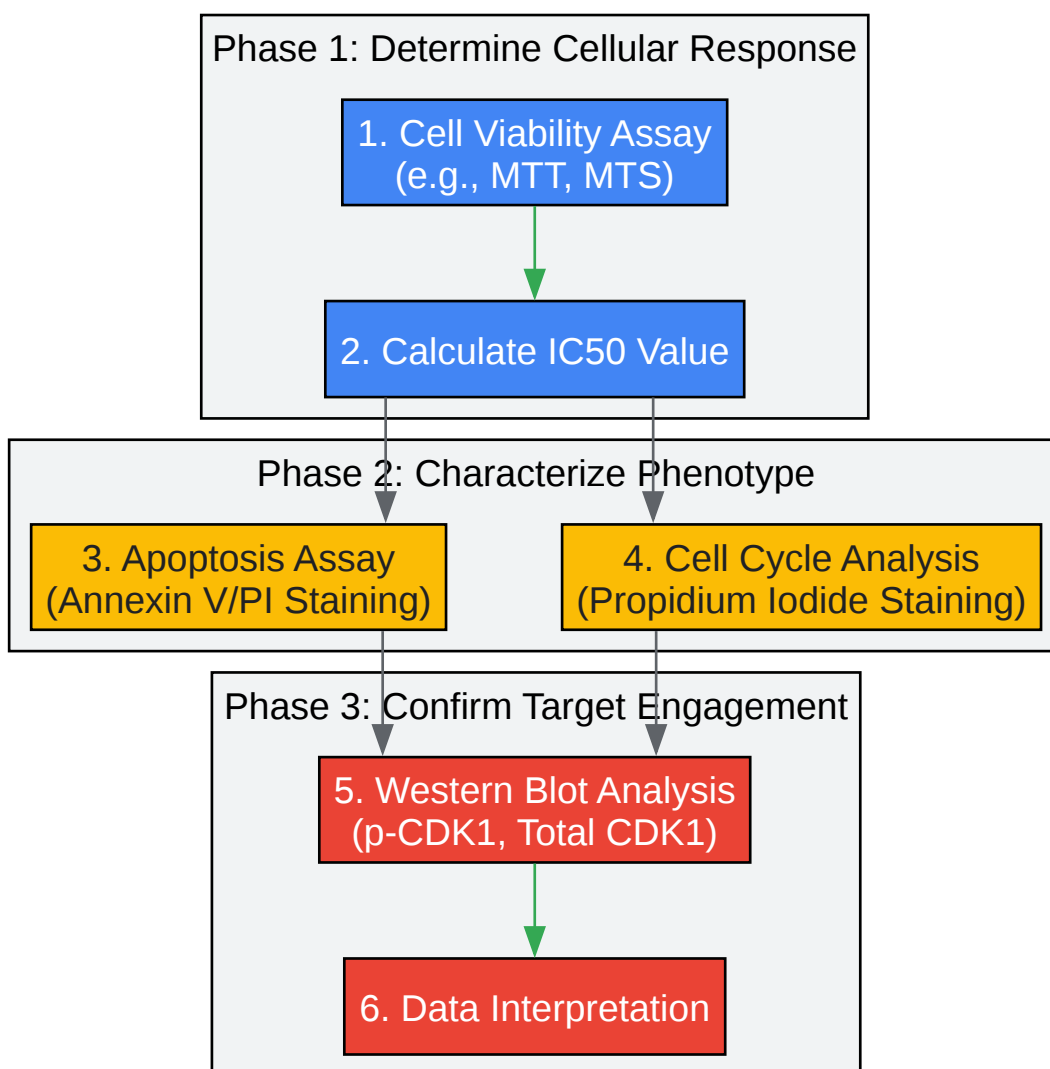 Phase 1: Determine Cellular Response
1. Cell Viability Assay
(e.g., MTT, MTS)
2. Calculate IC50 Value
Phase 2: Characterize Phenotype
3. Apoptosis Assay
(Annexin V/PI Staining)
4. Cell Cycle Analysis
(Propidium Iodide Staining)
Phase 3: Confirm Target Engagement
5. Western Blot Analysis
(p-CDK1, Total CDK1)
6. Data Interpretation